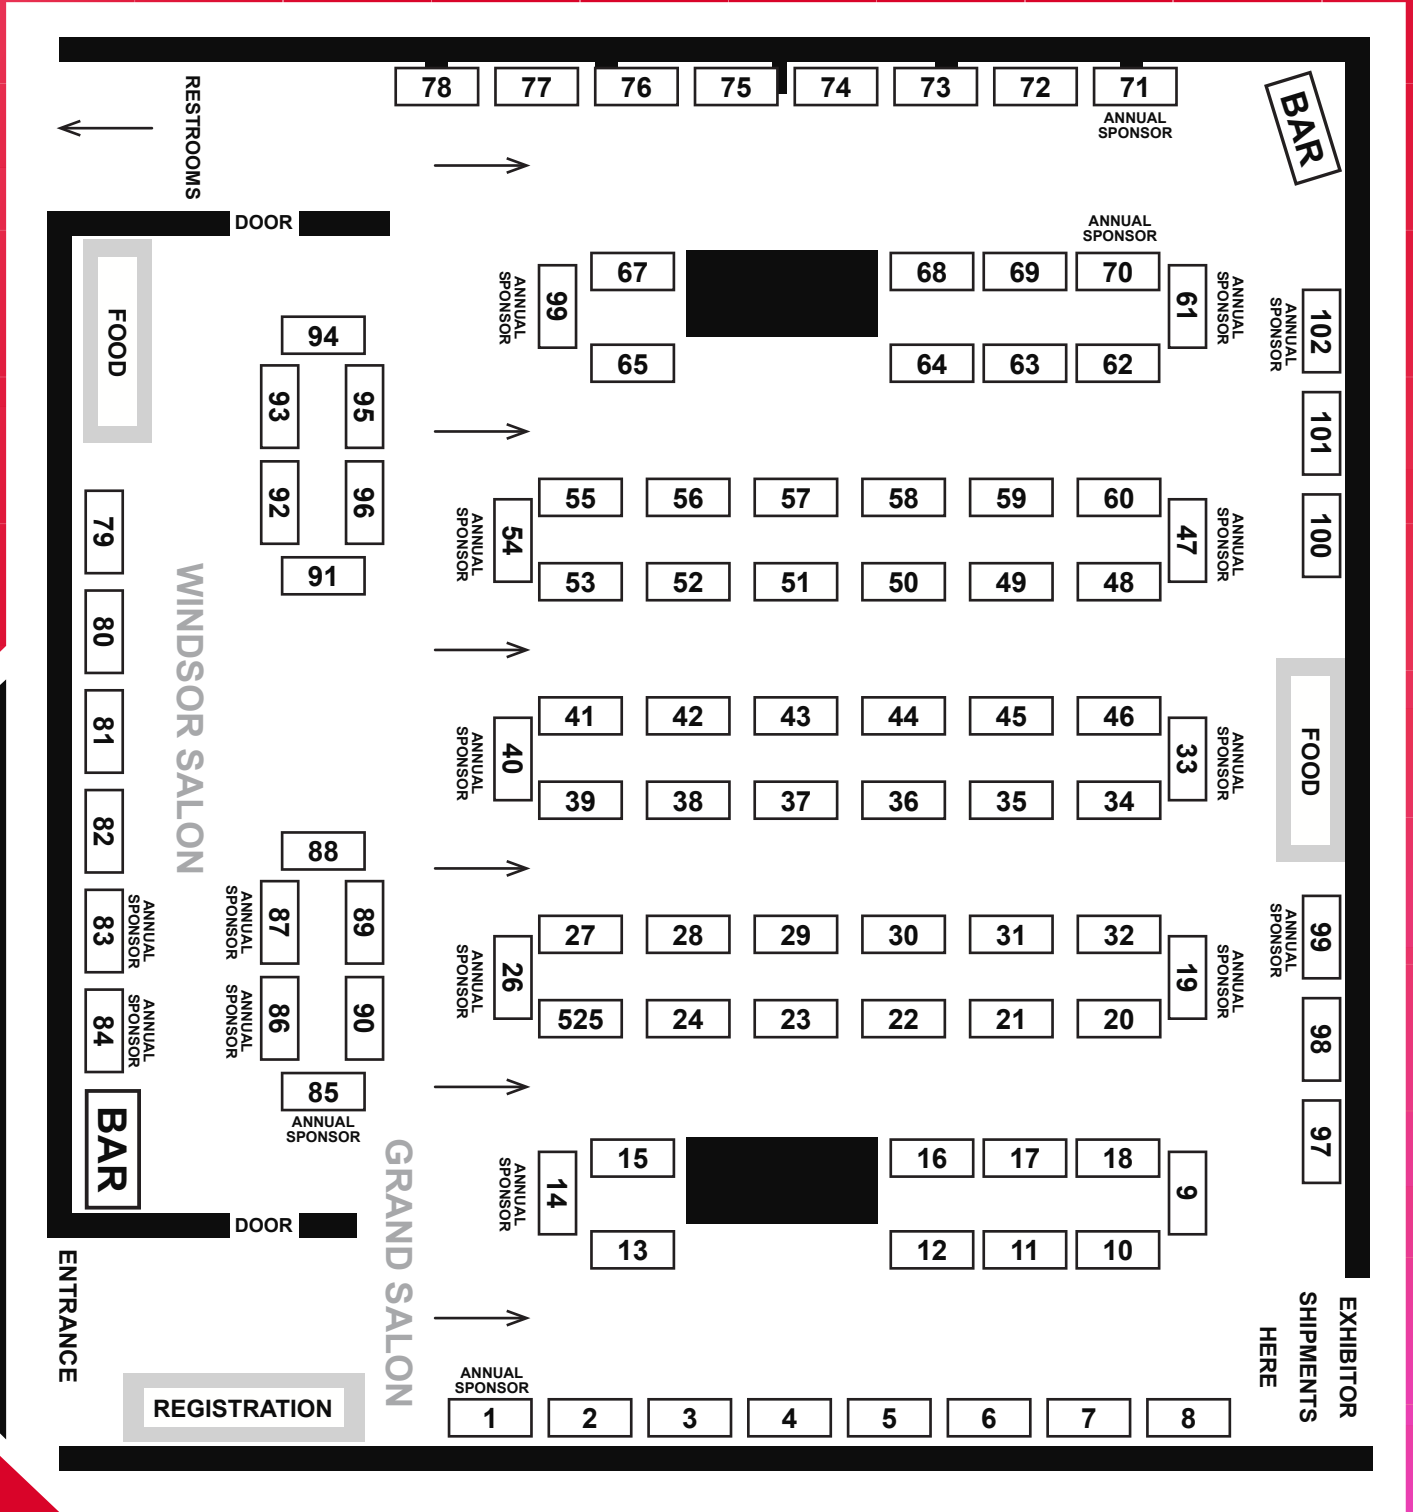 78
77
76
75
74
73
72
71
ANNUAL
SPONSOR
BAR
RESTROOMS
DOOR
FOOD
ANNUAL
SPONSOR
66
67
68
69
ANNUAL
SPONSOR
70
61
ANNUAL
SPONSOR
65
64
63
62
ANNUAL
SPONSOR
102
101
100
94
93
95
92
96
91
79
80
81
82
83
ANNUAL
SPONSOR
84
ANNUAL
SPONSOR
BAR
WINDSOR SALON
ANNUAL
SPONSOR
54
55
56
57
58
59
60
47
ANNUAL
SPONSOR
53
52
51
50
49
48
ANNUAL
SPONSOR
40
41
42
43
44
45
46
33
ANNUAL
SPONSOR
39
38
37
36
35
34
FOOD
88
ANNUAL
SPONSOR
87
89
ANNUAL
SPONSOR
86
90
85
ANNUAL
SPONSOR
ANNUAL
SPONSOR
26
27
28
29
30
31
32
19
ANNUAL
SPONSOR
525
24
23
22
21
20
ANNUAL
SPONSOR
99
98
97
GRAND SALON
ANNUAL
SPONSOR
14
15
16
17
18
9
13
12
11
10
DOOR
ENTRANCE
REGISTRATION
ANNUAL
SPONSOR
1
2
3
4
5
6
7
8
EXHIBITOR
SHIPMENTS
HERE